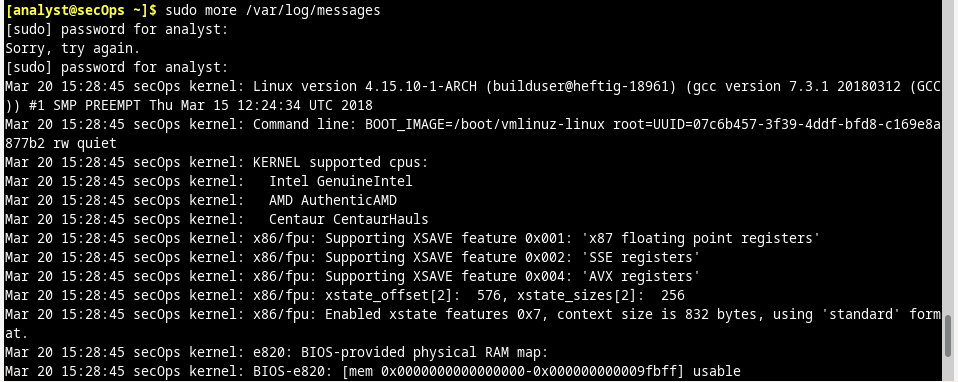 [analyst@secOps ~]$ sudo more /var/log/messages
[sudo] password for analyst:
Sorry, try again.
[sudo] password for analyst:
Mar 20 15:28:45 secOps kernel: Linux version 4.15.10-1-ARCH (builduser@heftig-18961) (gcc version 7.3.1 20180312 (GCC
)) #1 SMP PREEMPT Thu Mar 15 12:24:34 UTC 2018
Mar 20 15:28:45 secOps kernel: Command line: BOOT_IMAGE=/boot/vmlinuz-linux root=UUID=07c6b457-3f39-4ddf-bfd8-c169e8a
877b2 rw quiet
Mar 20 15:28:45 secOps kernel: KERNEL supported cpus:
Mar 20 15:28:45 secOps kernel:   Intel GenuineIntel
Mar 20 15:28:45 secOps kernel:   AMD AuthenticAMD
Mar 20 15:28:45 secOps kernel:   Centaur CentaurHauls
Mar 20 15:28:45 secOps kernel: x86/fpu: Supporting XSAVE feature 0x001: 'x87 floating point registers'
Mar 20 15:28:45 secOps kernel: x86/fpu: Supporting XSAVE feature 0x002: 'SSE registers'
Mar 20 15:28:45 secOps kernel: x86/fpu: Supporting XSAVE feature 0x004: 'AVX registers'
Mar 20 15:28:45 secOps kernel: x86/fpu: xstate_offset[2]:  576, xstate_sizes[2]:  256
Mar 20 15:28:45 secOps kernel: x86/fpu: Enabled xstate features 0x7, context size is 832 bytes, using 'standard' form
at.
Mar 20 15:28:45 secOps kernel: e820: BIOS-provided physical RAM map:
Mar 20 15:28:45 secOps kernel: BIOS-e820: [mem 0x0000000000000000-0x000000000009fbff] usable